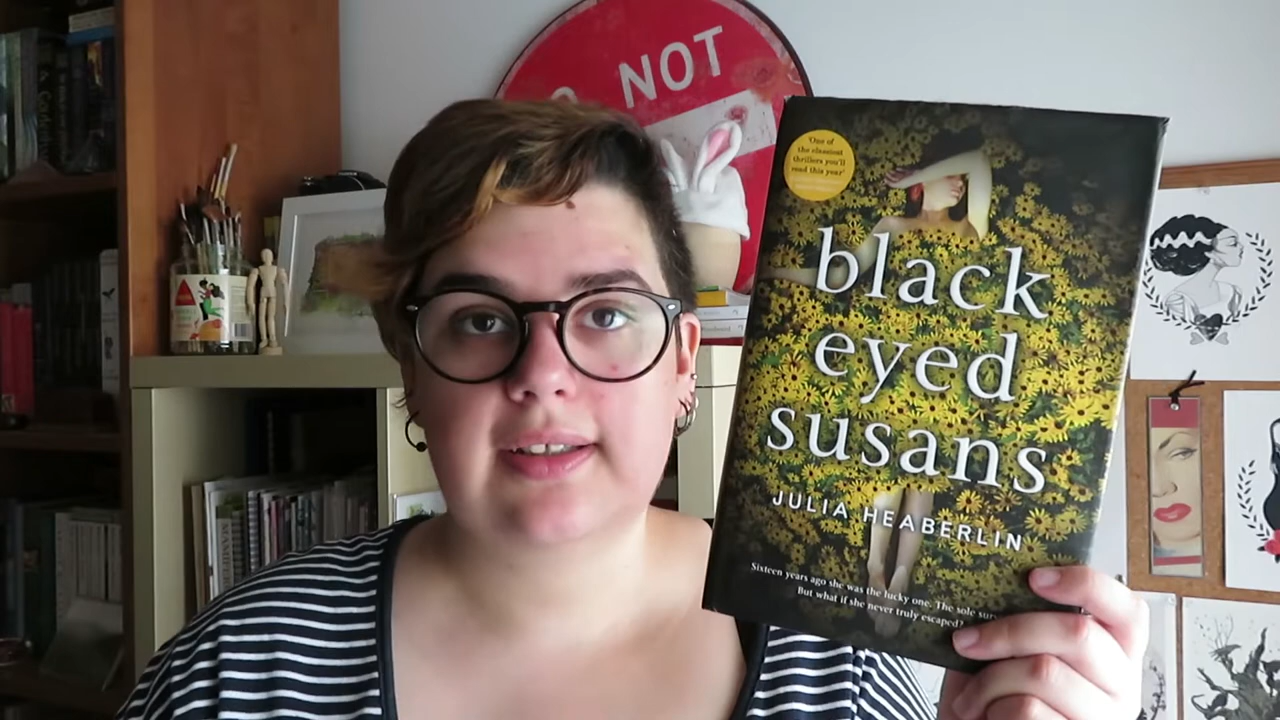 NOT
'One of
the classiest
thrillers you'll
read this year'
black
eyed
susans
JULIA HEABERLIN
Sixteen years ago she was the lucky one. The sole
But what if she never truly escaped?